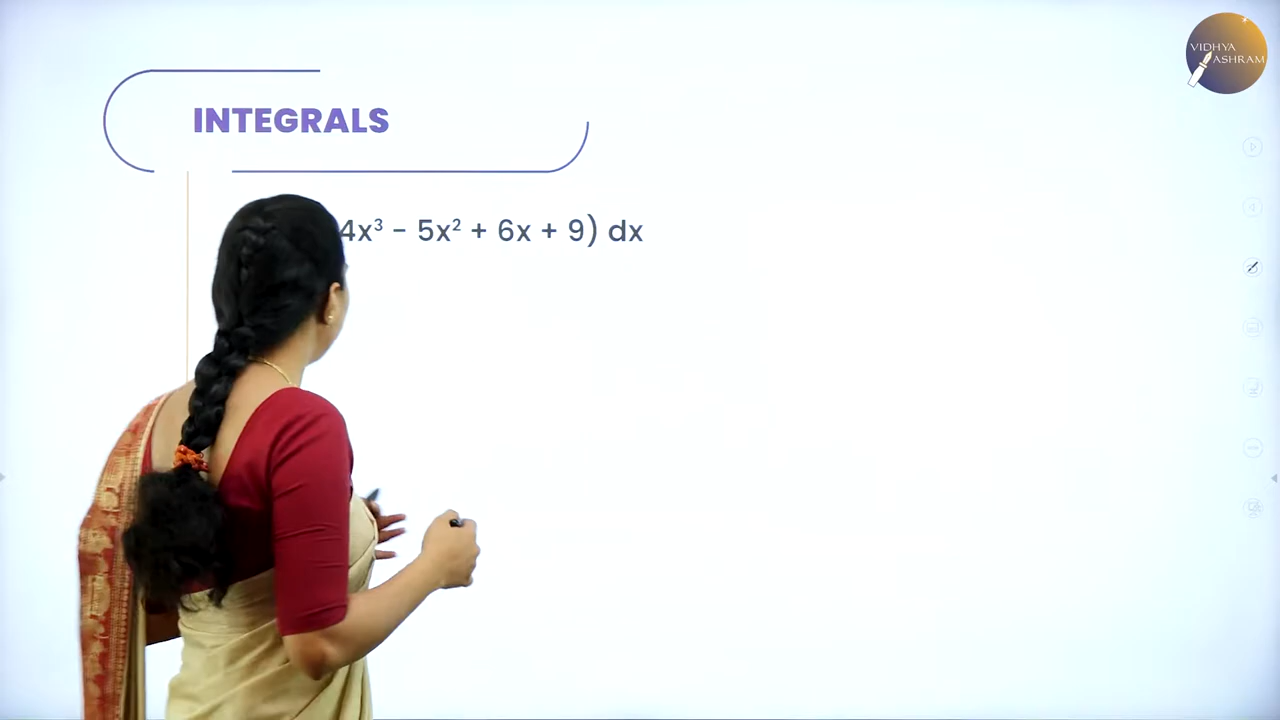 VIDHYA
ASHRAM
INTEGRALS
4x³ - 5x² + 6x + 9) dx